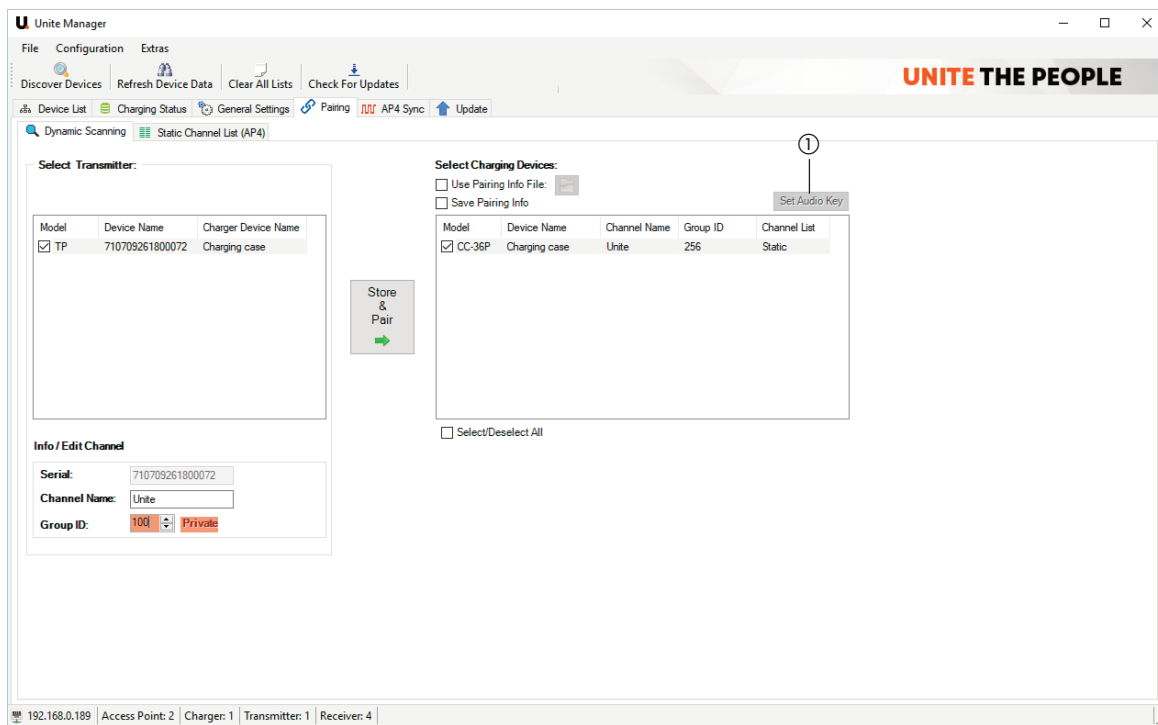 U. Unite Manager
File Configuration Extras
Discover Devices Refresh Device Data Clear All Lists Check For Updates
UNITE THE PEOPLE
Device List Charging Status General Settings Pairing AP4 Sync Update
Dynamic Scanning Static Channel List (AP4)
①
Select Transmitter:
Select Charging Devices:
Use Pairing Info File:
Save Pairing Info
Set Audio Key
Model Device Name Charger Device Name
TP 710709261800072 Charging case
Model Device Name Channel Name Group ID Channel List
CC-36P Charging case Unite 256 Static
Store
&
Pair
Select/Deselect All
Info / Edit Channel
Serial: 710709261800072
Channel Name: Unite
Group ID: 100 Private
192.168.0.189 Access Point: 2 Charger: 1 Transmitter: 1 Receiver: 4